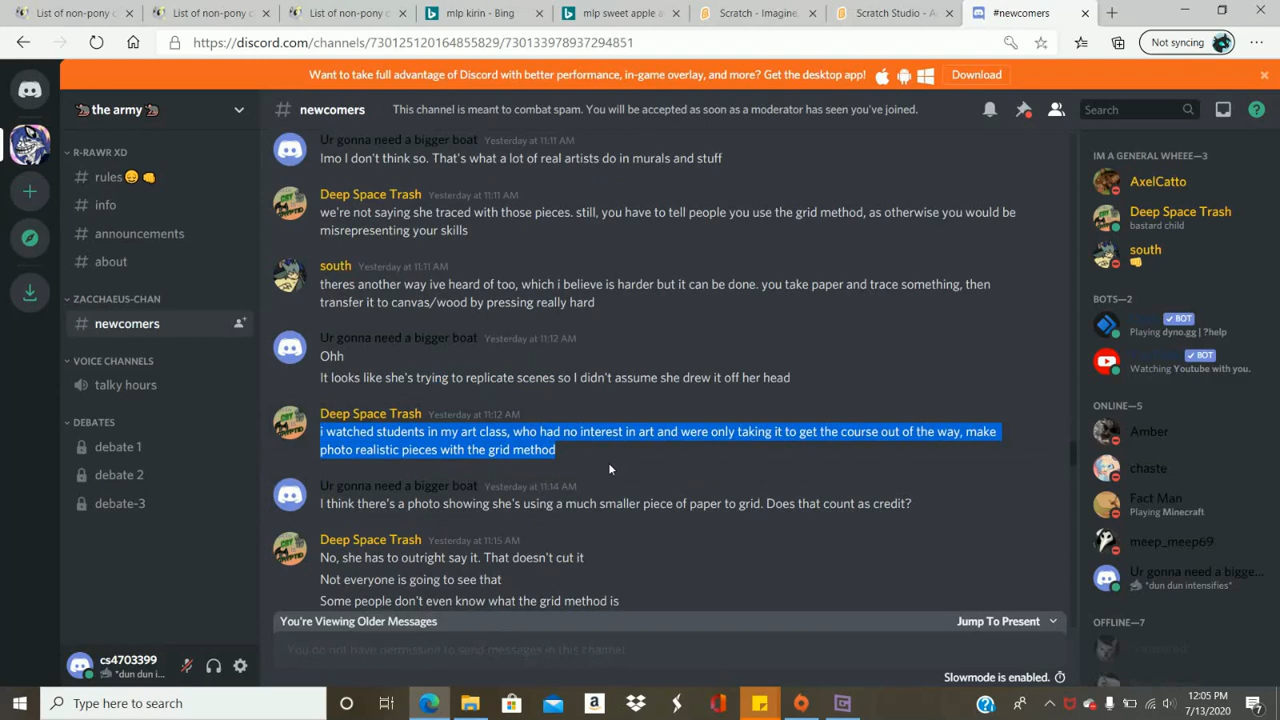 List of non-pony c
List of non-pony c
List of non-pony c
mlp kirin - Bing
mlp sweet apple a
Scratch - Imagine,
Scratch Studio - A
#newcomers
https://discord.com/channels/730125120164855829/730133978937294851
Not syncing
Want to take full advantage of Discord with better performance, in-game overlay, and more? Get the desktop app!
Download
the army
# newcomers
This channel is meant to combat spam. You will be accepted as soon as a moderator has seen you've joined.
Search
R-RAWR XD
# rules
# info
# announcements
# about
ZACCHAEUS-CHAN
# newcomers
VOICE CHANNELS
talky hours
DEBATES
debate 1
debate 2
debate-3
cs4703399
*dun dun i...
Ur gonna need a bigger boat Yesterday at 11:11 AM
Imo I don't think so. That's what a lot of real artists do in murals and stuff
Deep Space Trash Yesterday at 11:11 AM
we're not saying she traced with those pieces. still, you have to tell people you use the grid method, as otherwise you would be
misrepresenting your skills
south Yesterday at 11:11 AM
theres another way ive heard of too, which i believe is harder but it can be done. you take paper and trace something, then
transfer it to canvas/wood by pressing really hard
Ur gonna need a bigger boat Yesterday at 11:12 AM
Ohh
It looks like she's trying to replicate scenes so I didn't assume she drew it off her head
Deep Space Trash Yesterday at 11:12 AM
i watched students in my art class, who had no interest in art and were only taking it to get the course out of the way, make
photo realistic pieces with the grid method
Ur gonna need a bigger boat Yesterday at 11:14 AM
I think there's a photo showing she's using a much smaller piece of paper to grid. Does that count as credit?
Deep Space Trash Yesterday at 11:15 AM
No, she has to outright say it. That doesn't cut it
Not everyone is going to see that
Some people don't even know what the grid method is
You're Viewing Older Messages
Jump To Present
You do not have permission to send messages in this channel.
Slowmode is enabled.
IM A GENERAL WHEEE—3
AxelCatto
Deep Space Trash
bastard child
south
BOTS—2
BOT
Playing dyno.gg | ?help
BOT
Watching Youtube with you.
ONLINE—5
Amber
chaste
Fact Man
Playing Minecraft
meep_meep69
Ur gonna need a bigge...
*dun dun intensifies*
OFFLINE—7
Type here to search
12:05 PM
7/13/2020